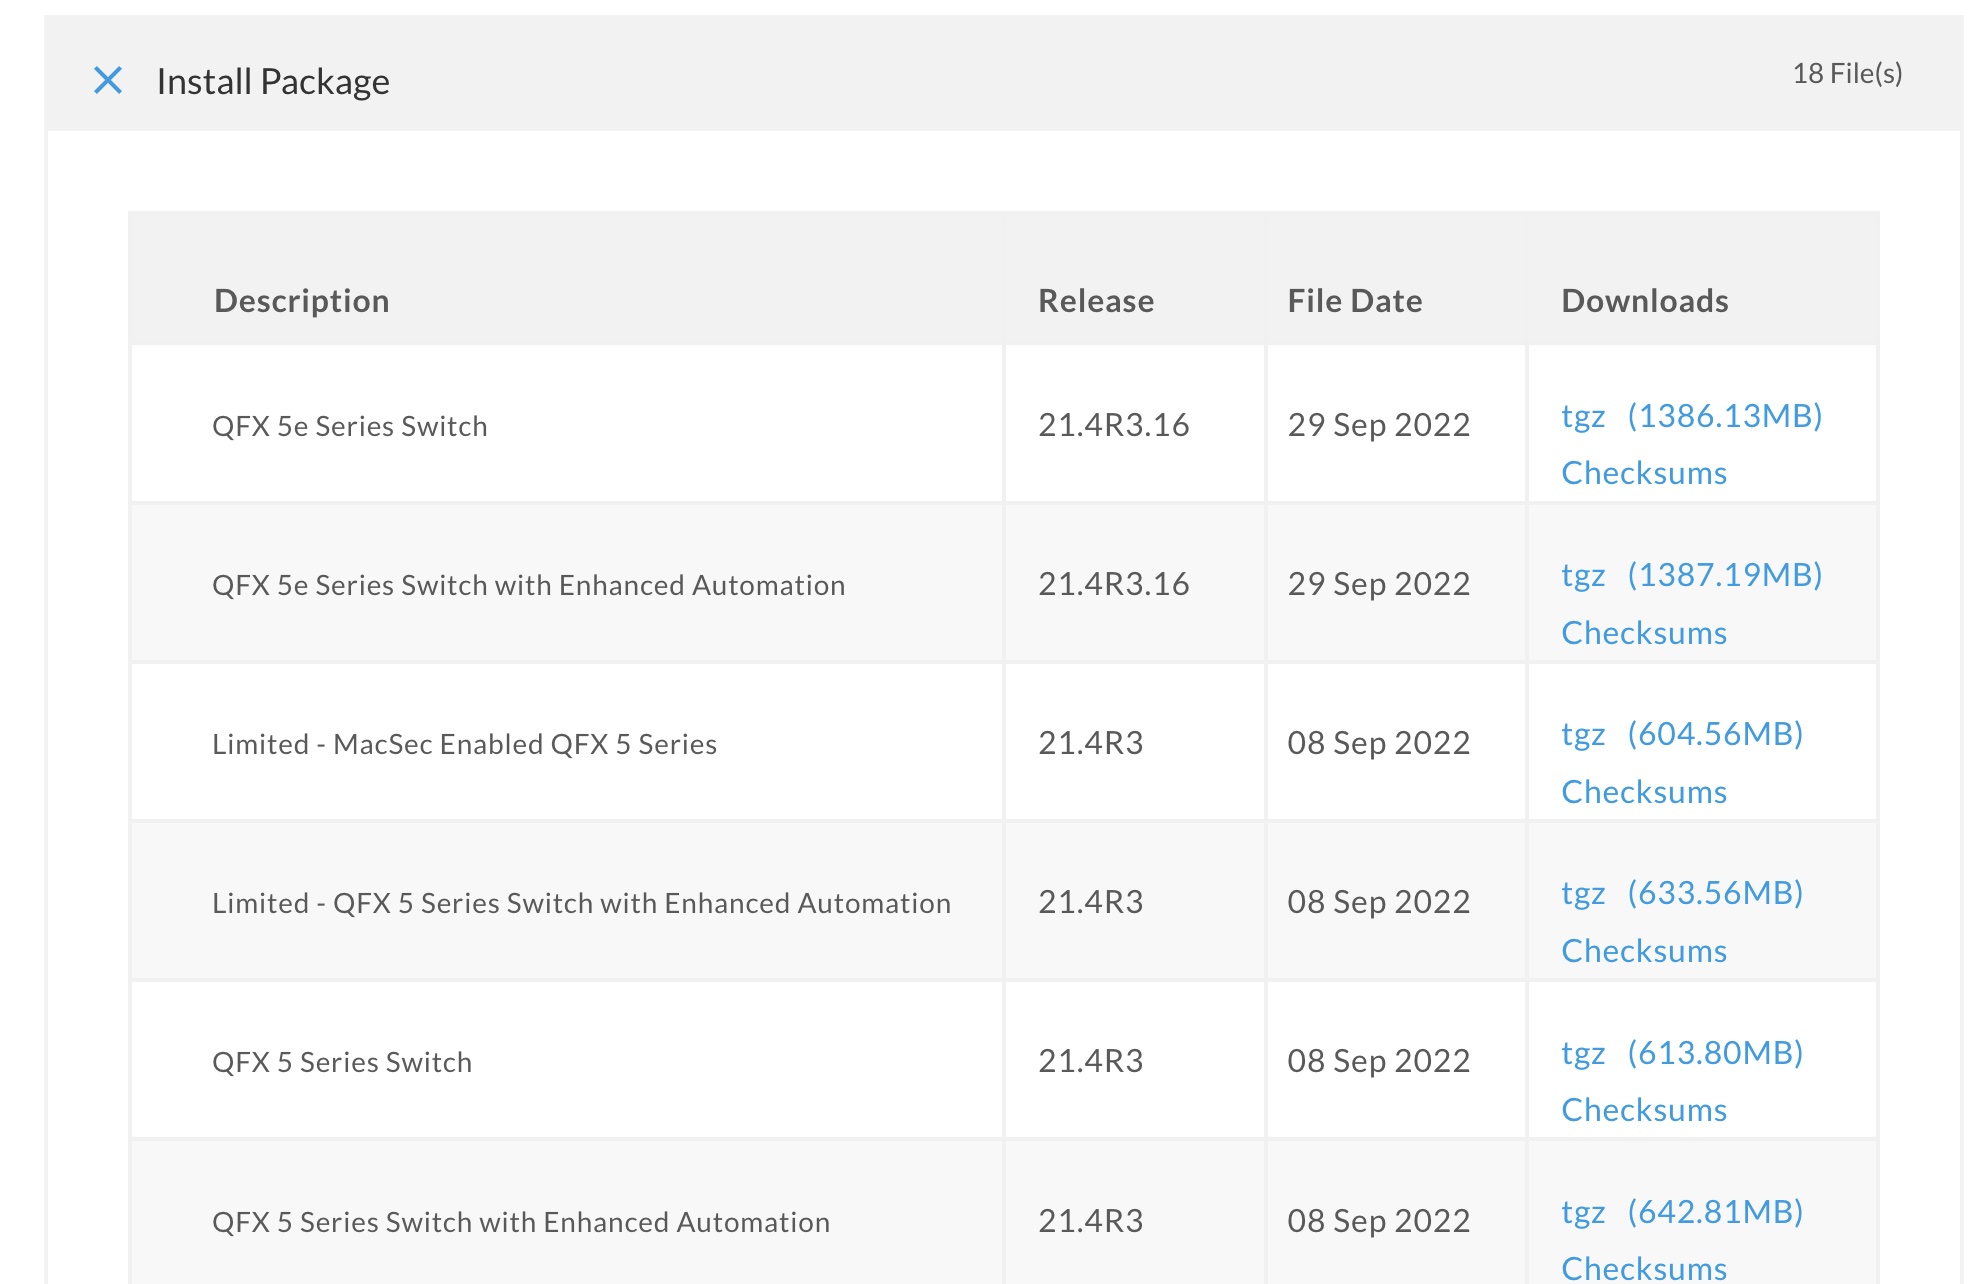 Install Package
18 File(s)
Description Release File Date Downloads
QFX 5e Series Switch 21.4R3.16 29 Sep 2022 tgz (1386.13MB)
Checksums
QFX 5e Series Switch with Enhanced Automation 21.4R3.16 29 Sep 2022 tgz (1387.19MB)
Checksums
Limited - MacSec Enabled QFX 5 Series 21.4R3 08 Sep 2022 tgz (604.56MB)
Checksums
Limited - QFX 5 Series Switch with Enhanced Automation 21.4R3 08 Sep 2022 tgz (633.56MB)
Checksums
QFX 5 Series Switch 21.4R3 08 Sep 2022 tgz (613.80MB)
Checksums
QFX 5 Series Switch with Enhanced Automation 21.4R3 08 Sep 2022 tgz (642.81MB)
Checksums